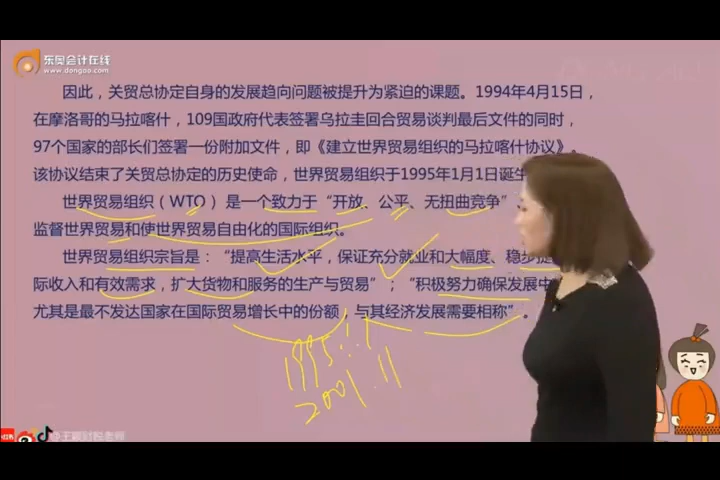 东奥会计在线
www.dongao.com
因此，关贸总协定自身的发展趋向问题被提升为紧迫的课题。1994年4月15日，
在摩洛哥的马拉喀什，109国政府代表签署乌拉圭回合贸易谈判最后文件的同时，
97个国家的部长们签署一份附加文件，即《建立世界贸易组织的马拉喀什协议》。
该协议结束了关贸总协定的历史使命，世界贸易组织于1995年1月1日诞生
世界贸易组织（WTO）是一个致力于“开放、公平、无扭曲竞争”
监督世界贸易和使世界贸易自由化的国际组织。
世界贸易组织宗旨是：“提高生活水平，保证充分就业和大幅度、稳步提
际收入和有效需求，扩大货物和服务的生产与贸易”；“积极努力确保发展中
尤其是最不发达国家在国际贸易增长中的份额，与其经济发展需要相称”。
1995.1.1
2001.11